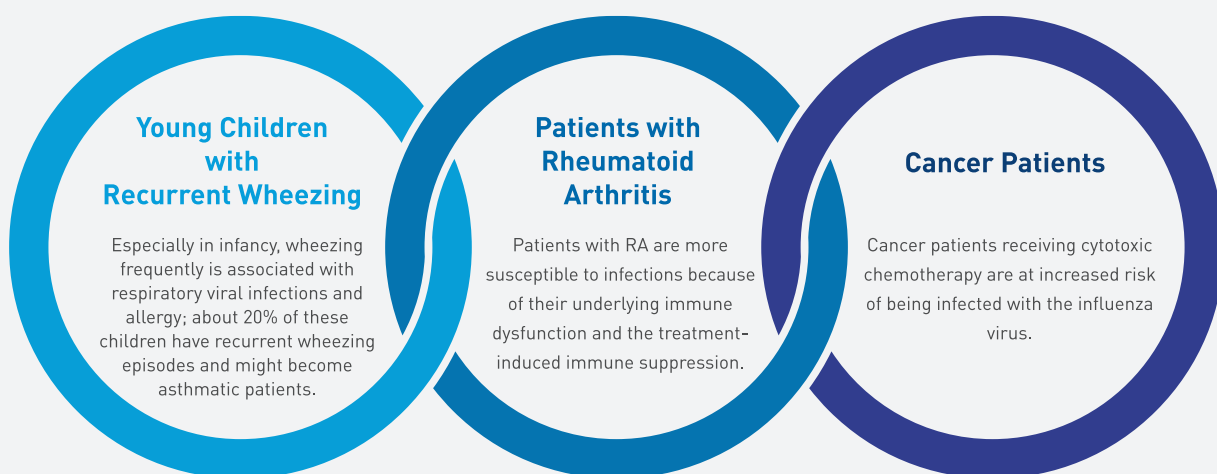 Young Children
with
Recurrent Wheezing
Especially in infancy, wheezing
frequently is associated with
respiratory viral infections and
allergy; about 20% of these
children have recurrent wheezing
episodes and might become
asthmatic patients.
Patients with
Rheumatoid
Arthritis
Patients with RA are more
susceptible to infections because
of their underlying immune
dysfunction and the treatment-
induced immune suppression.
Cancer Patients
Cancer patients receiving cytotoxic
chemotherapy are at increased risk
of being infected with the influenza
virus.